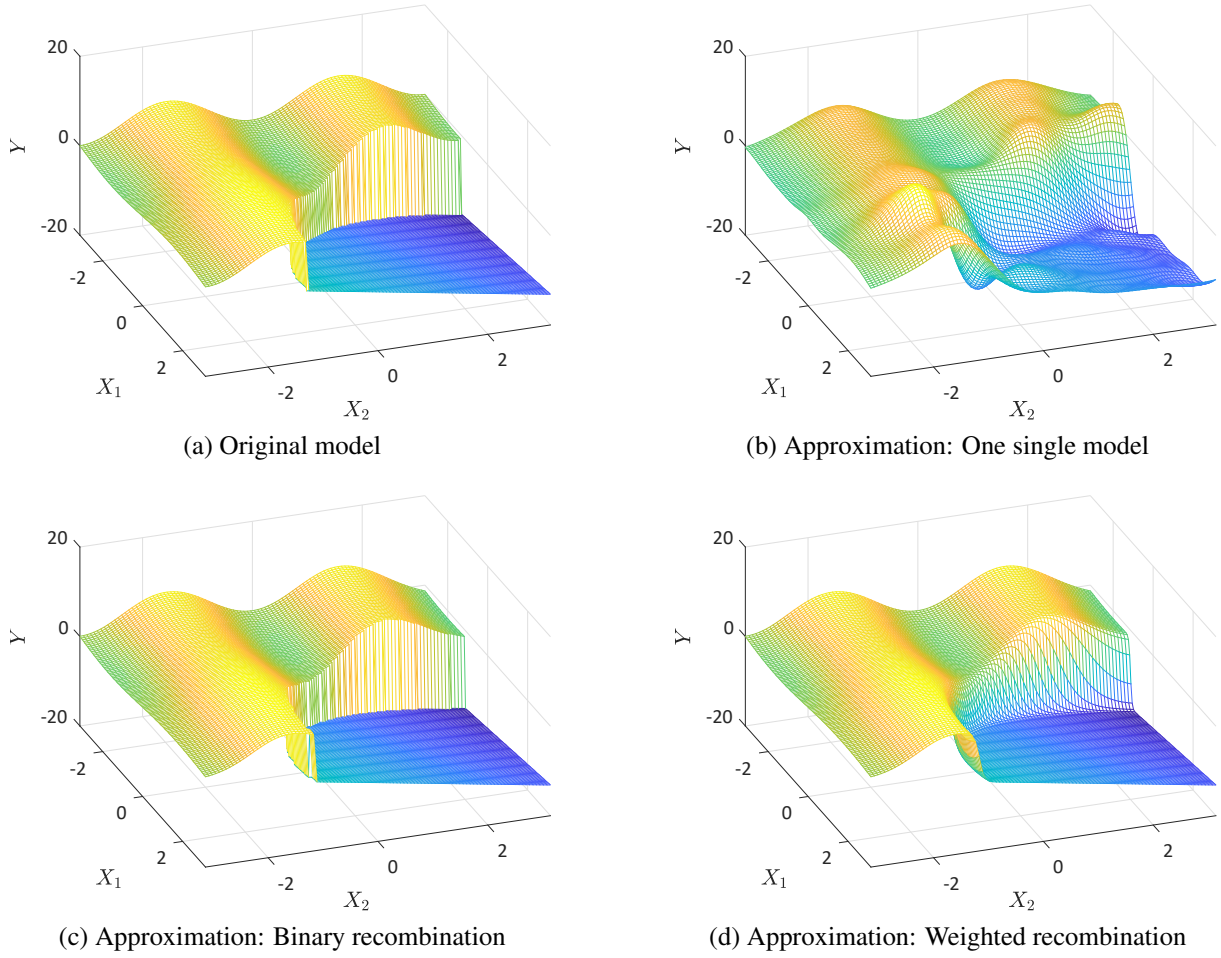 20
0
-20
Y
-2
0
2
X1
-2
0
2
X2
(a) Original model
20
0
-20
Y
-2
0
2
X1
-2
0
2
X2
(b) Approximation: One single model
20
0
-20
Y
-2
0
2
X1
-2
0
2
X2
(c) Approximation: Binary recombination
20
0
-20
Y
-2
0
2
X1
-2
0
2
X2
(d) Approximation: Weighted recombination